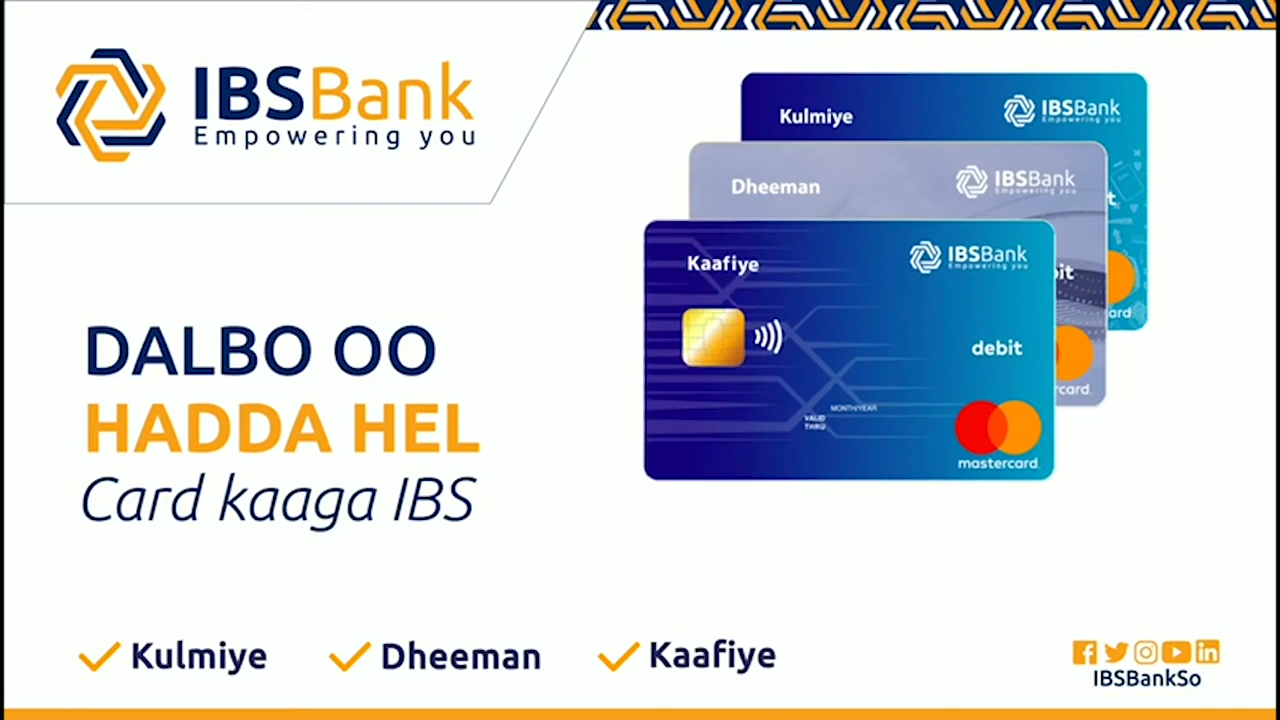 IBSBank
Empowering you
Kulmiye
IBSBank
Empowering you
Dheeman
IBSBank
Empowering you
Kaafiye
IBSBank
Empowering you
debit
MONTH/YEAR
VALID
THRU
mastercard
DALBO OO
HADDA HEL
Card kaaga IBS
Kulmiye
Dheeman
Kaafiye
IBSBankSo